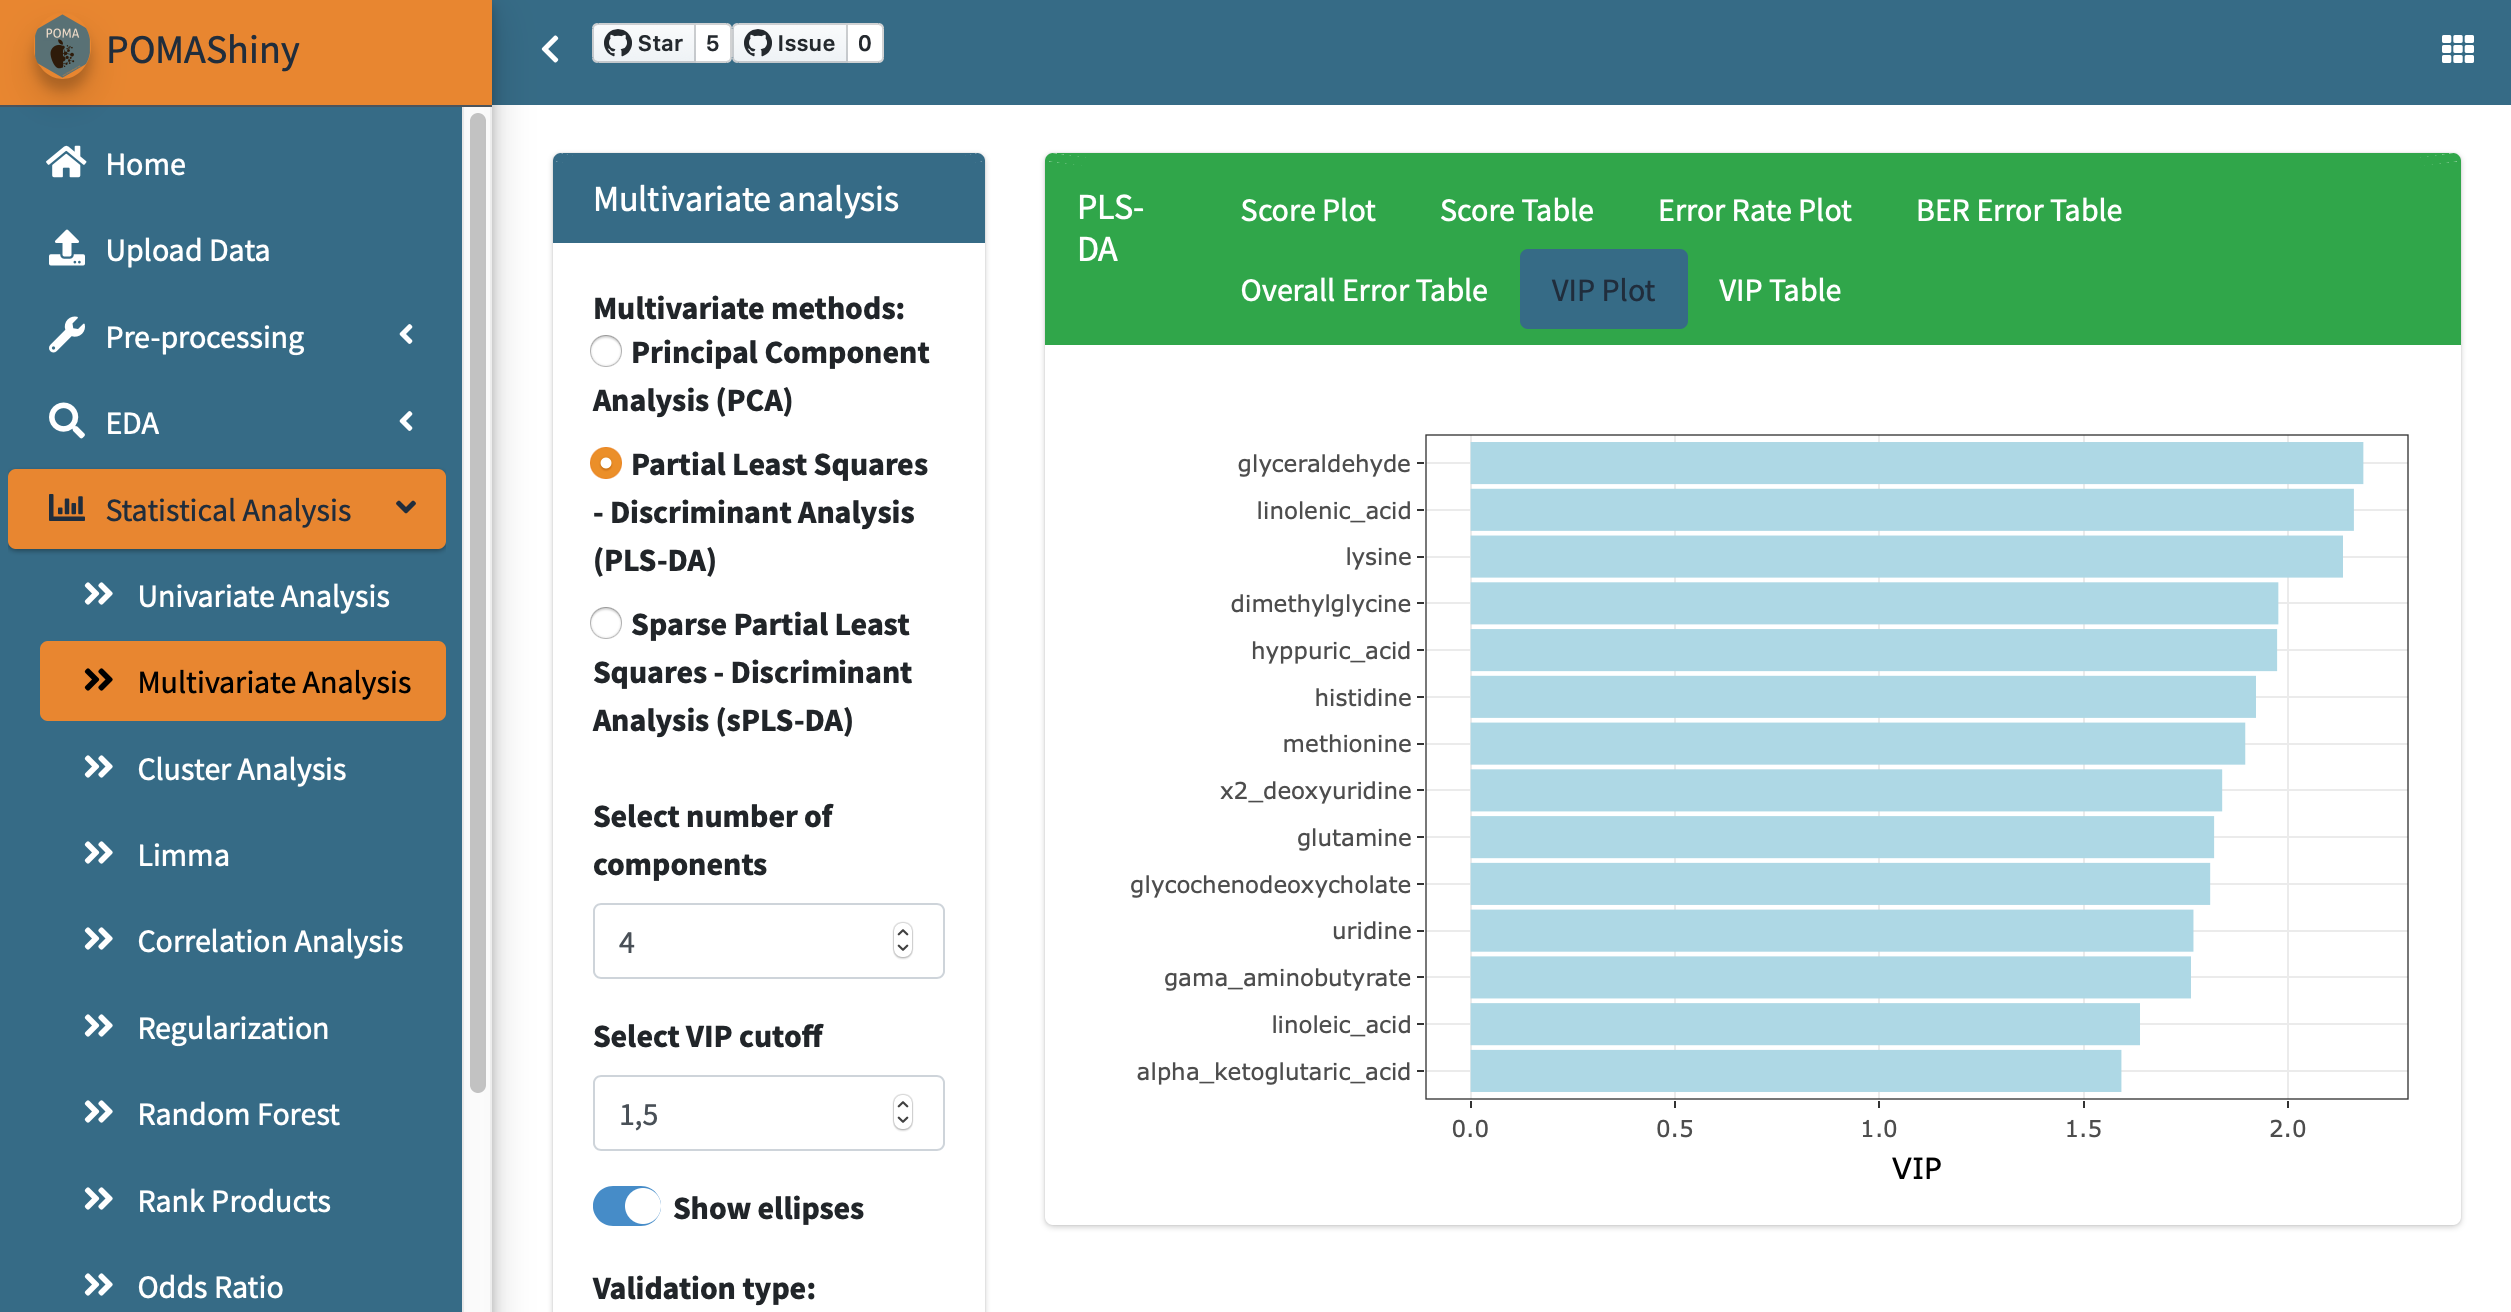 POMA
POMAShiny
Star 5 Issue 0
Home
Upload Data
Pre-processing
EDA
Statistical Analysis
Univariate Analysis
Multivariate Analysis
Cluster Analysis
Limma
Correlation Analysis
Regularization
Random Forest
Rank Products
Odds Ratio
Multivariate analysis
Multivariate methods:
Principal Component
Analysis (PCA)
Partial Least Squares
- Discriminant Analysis
(PLS-DA)
Sparse Partial Least
Squares - Discriminant
Analysis (sPLS-DA)
Select number of
components
4
Select VIP cutoff
1,5
Show ellipses
Validation type:
PLS-
DA
Score Plot Score Table Error Rate Plot BER Error Table
Overall Error Table VIP Plot VIP Table
glyceraldehyde
linolenic_acid
lysine
dimethylglycine
hyppuric_acid
histidine
methionine
x2_deoxyuridine
glutamine
glycochenodeoxycholate
uridine
gama_aminobutyrate
linoleic_acid
alpha_ketoglutaric_acid
0.0 0.5 1.0 1.5 2.0
VIP